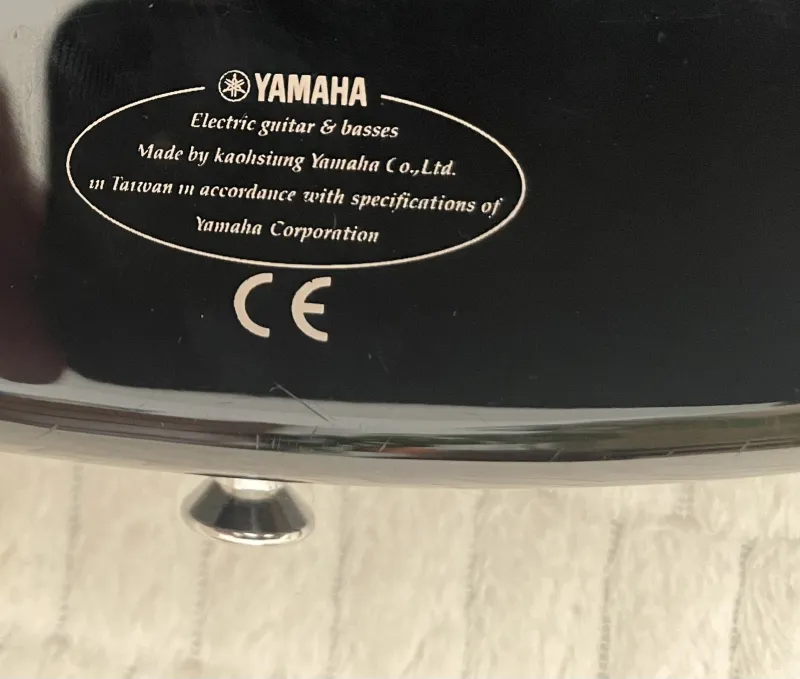 YAMAHA
Electric guitar & basses
Made by kaohsiung Yamaha Co.,Ltd.
in Taiwan in accordance with specifications of
Yamaha Corporation
CE